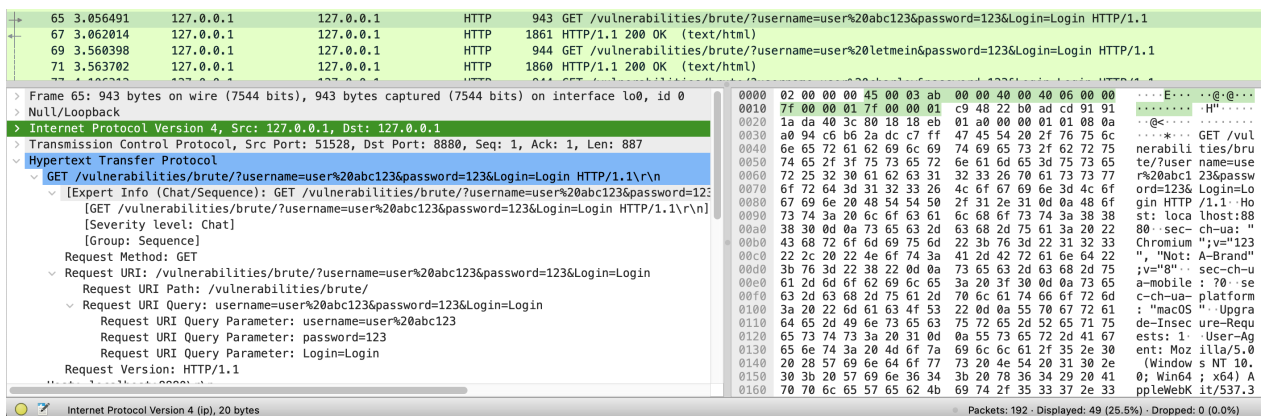 65 3.056491 127.0.0.1 127.0.0.1 HTTP 943 GET /vulnerabilities/brute/?username=user%20abc123&password=123&Login=Login HTTP/1.1
67 3.062014 127.0.0.1 127.0.0.1 HTTP 1861 HTTP/1.1 200 OK (text/html)
69 3.560398 127.0.0.1 127.0.0.1 HTTP 944 GET /vulnerabilities/brute/?username=user%20letmein&password=123&Login=Login HTTP/1.1
71 3.563702 127.0.0.1 127.0.0.1 HTTP 1860 HTTP/1.1 200 OK (text/html)
Frame 65: 943 bytes on wire (7544 bits), 943 bytes captured (7544 bits) on interface lo0, id 0
Null/Loopback
Internet Protocol Version 4, Src: 127.0.0.1, Dst: 127.0.0.1
Transmission Control Protocol, Src Port: 51528, Dst Port: 8880, Seq: 1, Ack: 1, Len: 887
Hypertext Transfer Protocol
GET /vulnerabilities/brute/?username=user%20abc123&password=123&Login=Login HTTP/1.1\r\n
[Expert Info (Chat/Sequence): GET /vulnerabilities/brute/?username=user%20abc123&password=123
[GET /vulnerabilities/brute/?username=user%20abc123&password=123&Login=Login HTTP/1.1\r\n]
[Severity level: Chat]
[Group: Sequence]
Request Method: GET
Request URI: /vulnerabilities/brute/?username=user%20abc123&password=123&Login=Login
Request URI Path: /vulnerabilities/brute/
Request URI Query: username=user%20abc123&password=123&Login=Login
Request URI Query Parameter: username=user%20abc123
Request URI Query Parameter: password=123
Request URI Query Parameter: Login=Login
Request Version: HTTP/1.1
0000 02 00 00 00 45 00 03 ab 00 00 40 00 40 06 00 00 ····E··· ··@·@···
0010 7f 00 00 01 7f 00 00 01 c9 48 22 b0 ad cd 91 91 ········ ·H"·····
0020 1a da 40 3c 80 18 18 eb 01 a0 00 00 01 01 08 0a ··@<···· ········
0030 a0 94 c6 b6 2a dc c7 ff 47 45 54 20 2f 76 75 6c ····*··· GET /vul
0040 6e 65 72 61 62 69 6c 69 74 69 65 73 2f 62 72 75 nerabili ties/bru
0050 74 65 2f 3f 75 73 65 72 6e 61 6d 65 3d 75 73 65 te/?user name=use
0060 72 25 32 30 61 62 63 31 32 33 26 70 61 73 73 77 r%20abc1 23&passw
0070 6f 72 64 3d 31 32 33 26 4c 6f 67 69 6e 3d 4c 6f ord=123& Login=Lo
0080 67 69 6e 20 48 54 54 50 2f 31 2e 31 0d 0a 48 6f gin HTTP /1.1··Ho
0090 73 74 3a 20 6c 6f 63 61 6c 68 6f 73 74 3a 38 38 st: loca lhost:88
00a0 38 30 0d 0a 73 65 63 2d 63 68 2d 75 61 3a 20 22 80··sec- ch-ua: "
00b0 43 68 72 6f 6d 69 75 6d 22 3b 76 3d 22 31 32 33 Chromium ";v="123
00c0 22 2c 20 22 4e 6f 74 3a 41 2d 42 72 61 6e 64 22 ", "Not: A-Brand"
00d0 3b 76 3d 22 38 22 0d 0a 73 65 63 2d 63 68 2d 75 ;v="8"·· sec-ch-u
00e0 61 2d 6d 6f 62 69 6c 65 3a 20 3f 30 0d 0a 73 65 a-mobile : ?0··se
00f0 63 2d 63 68 2d 75 61 2d 70 6c 61 74 66 6f 72 6d c-ch-ua- platform
0100 3a 20 22 6d 61 63 4f 53 22 0d 0a 55 70 67 72 61 : "macOS "··Upgra
0110 64 65 2d 49 6e 73 65 63 75 72 65 2d 52 65 71 75 de-Insec ure-Requ
0120 65 73 74 73 3a 20 31 0d 0a 55 73 65 72 2d 41 67 ests: 1· ·User-Ag
0130 65 6e 74 3a 20 4d 6f 7a 69 6c 6c 61 2f 35 2e 30 ent: Moz illa/5.0
0140 20 28 57 69 6e 64 6f 77 73 20 4e 54 20 31 30 2e (Window s NT 10.
0150 30 3b 20 57 69 6e 36 34 3b 20 78 36 34 29 20 41 0; Win64 ; x64) A
0160 70 70 6c 65 57 65 62 4b 69 74 2f 35 33 37 2e 33 ppleWebK it/537.3
Internet Protocol Version 4 (ip), 20 bytes
Packets: 192 · Displayed: 49 (25.5%) · Dropped: 0 (0.0%)